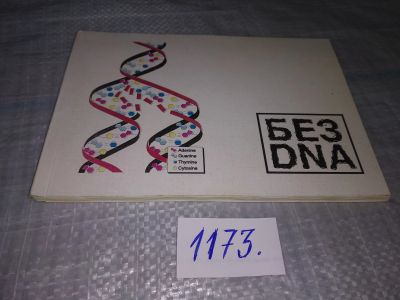 Adenine
Guanine
Thymine
Cytosine
БЕЗ
DNA
1173.